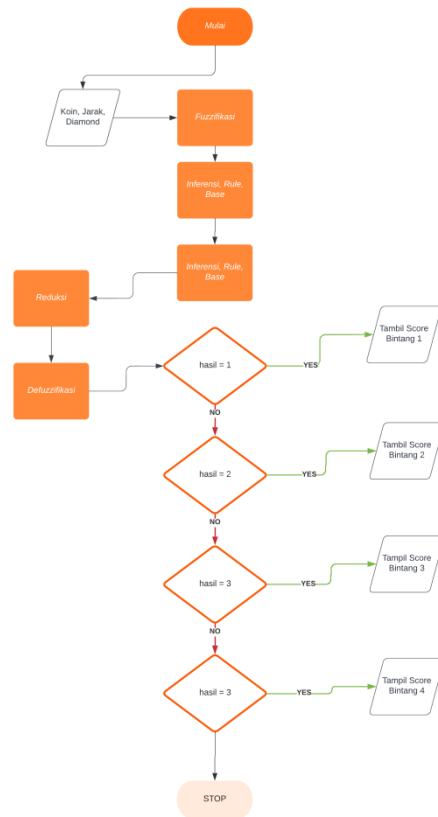 Mulai
Koin, Jarak,
Diamond
Fuzzifikasi
Inferensi, Rule,
Base
Inferensi, Rule,
Base
Reduksi
Defuzzifikasi
hasil = 1
YES
Tambil Score
Bintang 1
NO
hasil = 2
YES
Tambil Score
Bintang 2
NO
hasil = 3
YES
Tampil Score
Bintang 3
NO
hasil = 3
YES
Tampil Score
Bintang 4
STOP